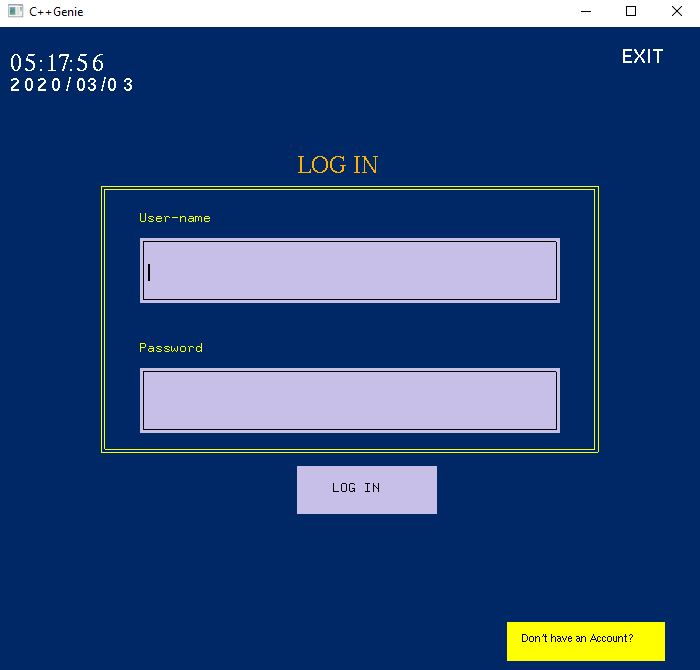 C++Genie
05:17:56
EXIT
2020/03/03
LOG IN
User-name
Password
LOG IN
Don't have an Account?